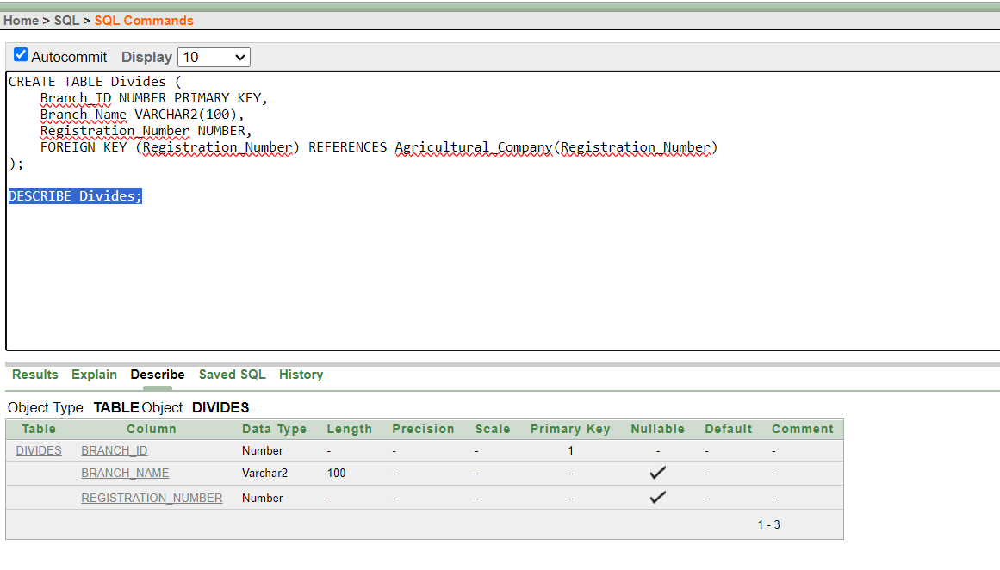 Home > SQL > SQL Commands
Autocommit Display 10
CREATE TABLE Divides (
    Branch_ID NUMBER PRIMARY KEY,
    Branch_Name VARCHAR2(100),
    Registration_Number NUMBER,
    FOREIGN KEY (Registration_Number) REFERENCES Agricultural_Company(Registration_Number)
);
DESCRIBE Divides;
Results Explain Describe Saved SQL History
Object Type TABLE Object DIVIDES
Table Column Data Type Length Precision Scale Primary Key Nullable Default Comment
DIVIDES BRANCH_ID Number - - - 1 - - -
BRANCH_NAME Varchar2 100 - - - - -
REGISTRATION_NUMBER Number - - - - - -
1 - 3